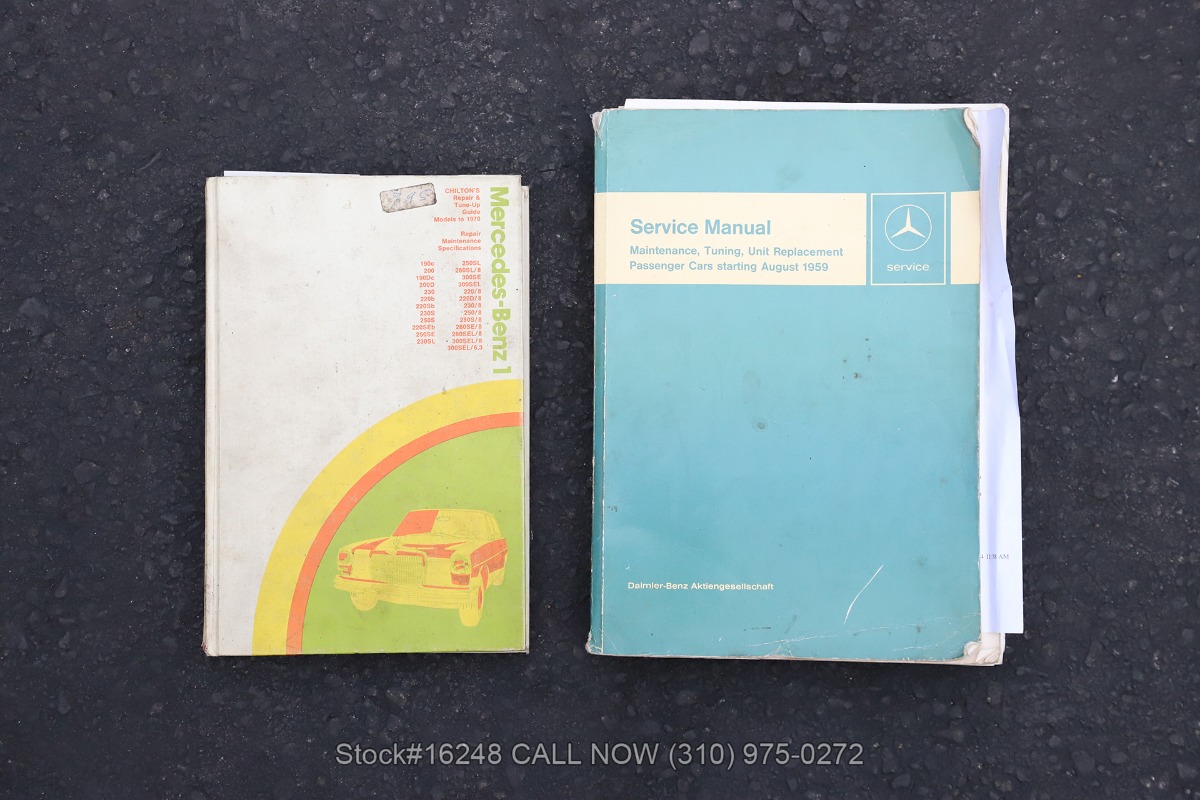 CHILTON'S
Repair &
Tune-Up
Guide
Models to 1970
Repair
Maintenance
Specifications
190c 250SL
200 280SL/8
190Dc 300SE
200D 300SEL
230 220/8
220b 220D/8
220Sb 230/8
230S 250/8
250S 280S/8
220SEb 280SE/8
250SE 280SEL/8
230SL 300SEL/8
300SEL/6.3
Mercedes-Benz 1
Service Manual
Maintenance, Tuning, Unit Replacement
Passenger Cars starting August 1959
service
Daimler-Benz Aktiengesellschaft
AM
Stock#16248 CALL NOW (310) 975-0272